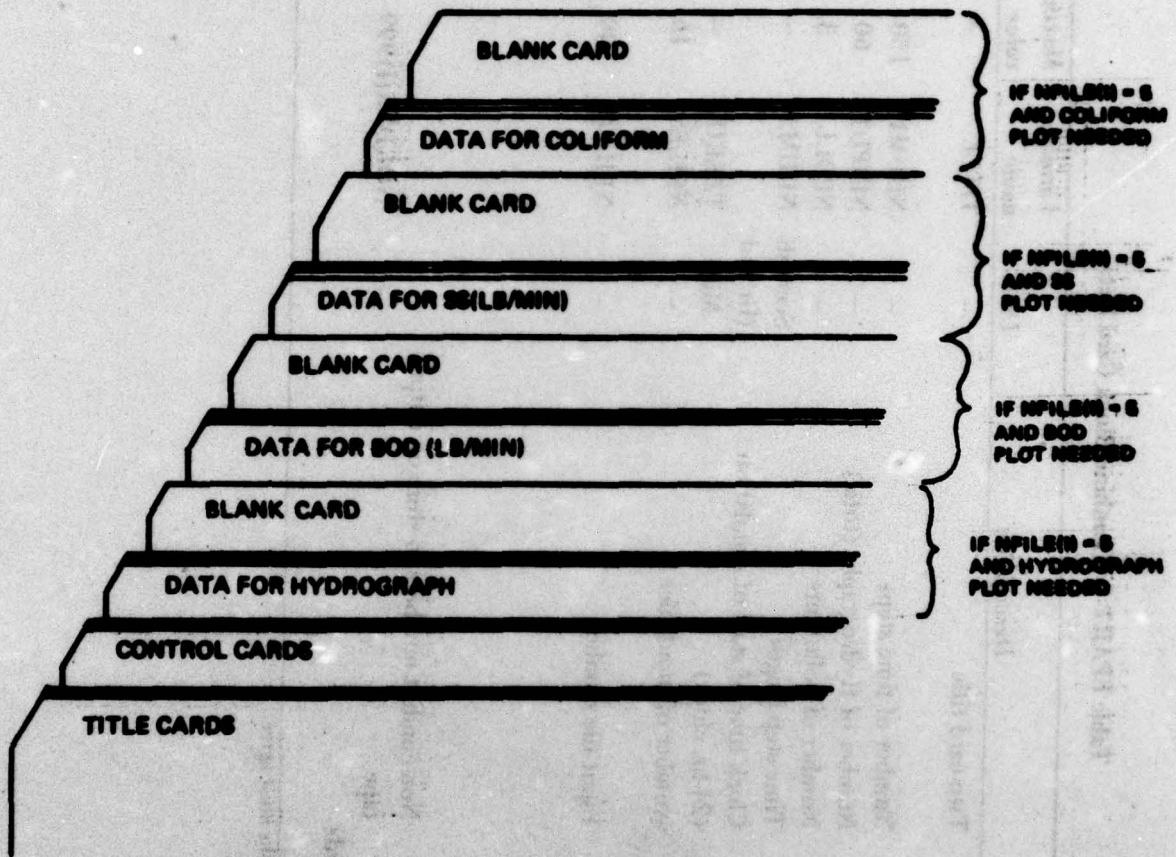 BLANK CARD
DATA FOR COLIFORM
IF NFILE(I) = 5
AND COLIFORM
PLOT NEEDED
BLANK CARD
DATA FOR SS(LB/MIN)
IF NFILE(I) = 5
AND SS
PLOT NEEDED
BLANK CARD
DATA FOR BOD (LB/MIN)
IF NFILE(I) = 5
AND BOD
PLOT NEEDED
BLANK CARD
DATA FOR HYDROGRAPH
IF NFILE(I) = 5
AND HYDROGRAPH
PLOT NEEDED
CONTROL CARDS
TITLE CARDS